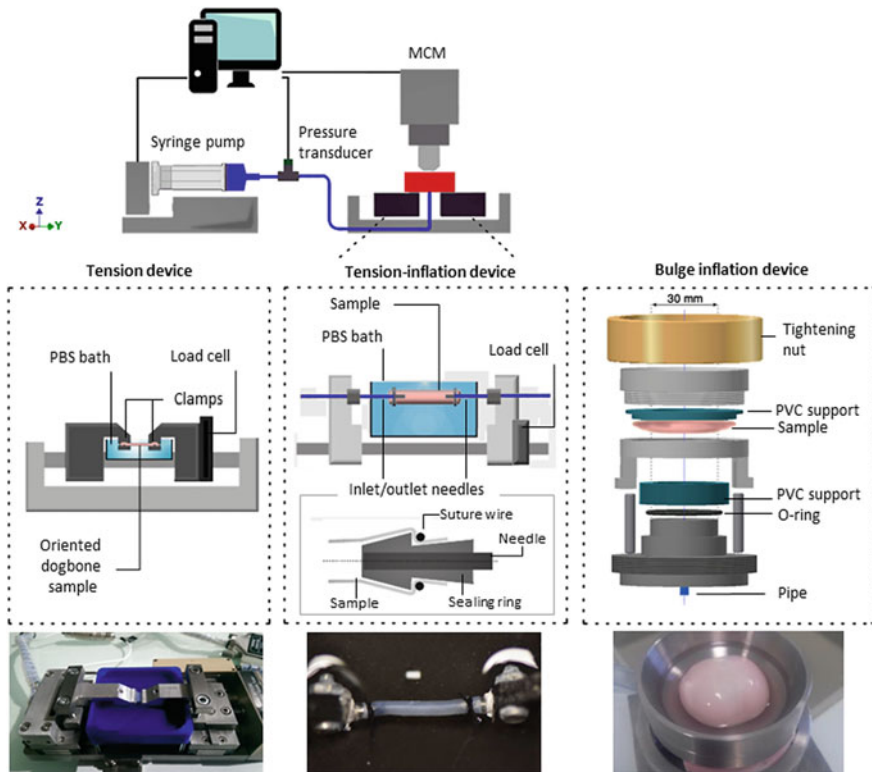 MCM
Syringe pump
Pressure
transducer
Z
X
Y
Tension device
Tension-inflation device
Bulge inflation device
PBS bath
Load cell
Clamps
Oriented
dogbone
sample
Sample
PBS bath
Load cell
Inlet/outlet needles
Suture wire
Needle
Sample
Sealing ring
30 mm
Tightening
nut
PVC support
Sample
PVC support
O-ring
Pipe